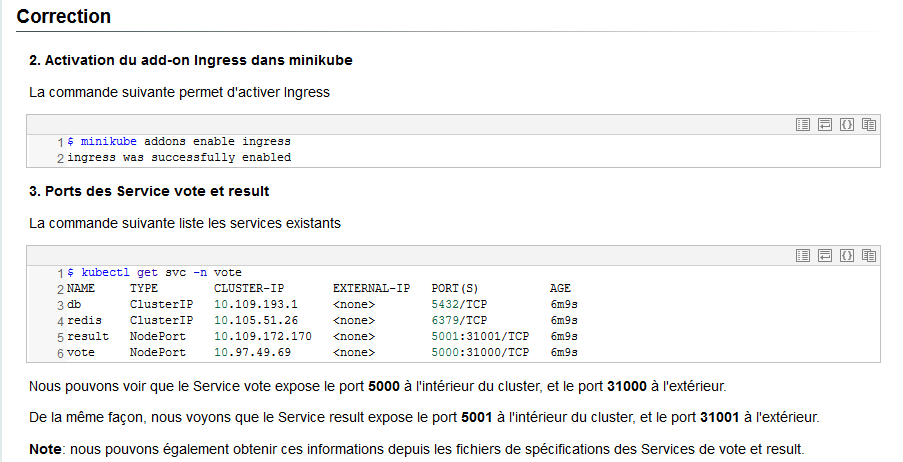 Correction
2. Activation du add-on Ingress dans minikube
La commande suivante permet d'activer Ingress
1 $ minikube addons enable ingress
2 ingress was successfully enabled
3. Ports des Service vote et result
La commande suivante liste les services existants
1 $ kubectl get svc -n vote
2 NAME TYPE CLUSTER-IP EXTERNAL-IP PORT(S) AGE
3 db ClusterIP 10.109.193.1 <none> 5432/TCP 6m9s
4 redis ClusterIP 10.105.51.26 <none> 6379/TCP 6m9s
5 result NodePort 10.109.172.170 <none> 5001:31001/TCP 6m9s
6 vote NodePort 10.97.49.69 <none> 5000:31000/TCP 6m9s
Nous pouvons voir que le Service vote expose le port 5000 à l'intérieur du cluster, et le port 31000 à l'extérieur.
De la même façon, nous voyons que le Service result expose le port 5001 à l'intérieur du cluster, et le port 31001 à l'extérieur.
Note: nous pouvons également obtenir ces informations depuis les fichiers de spécifications des Services de vote et result.